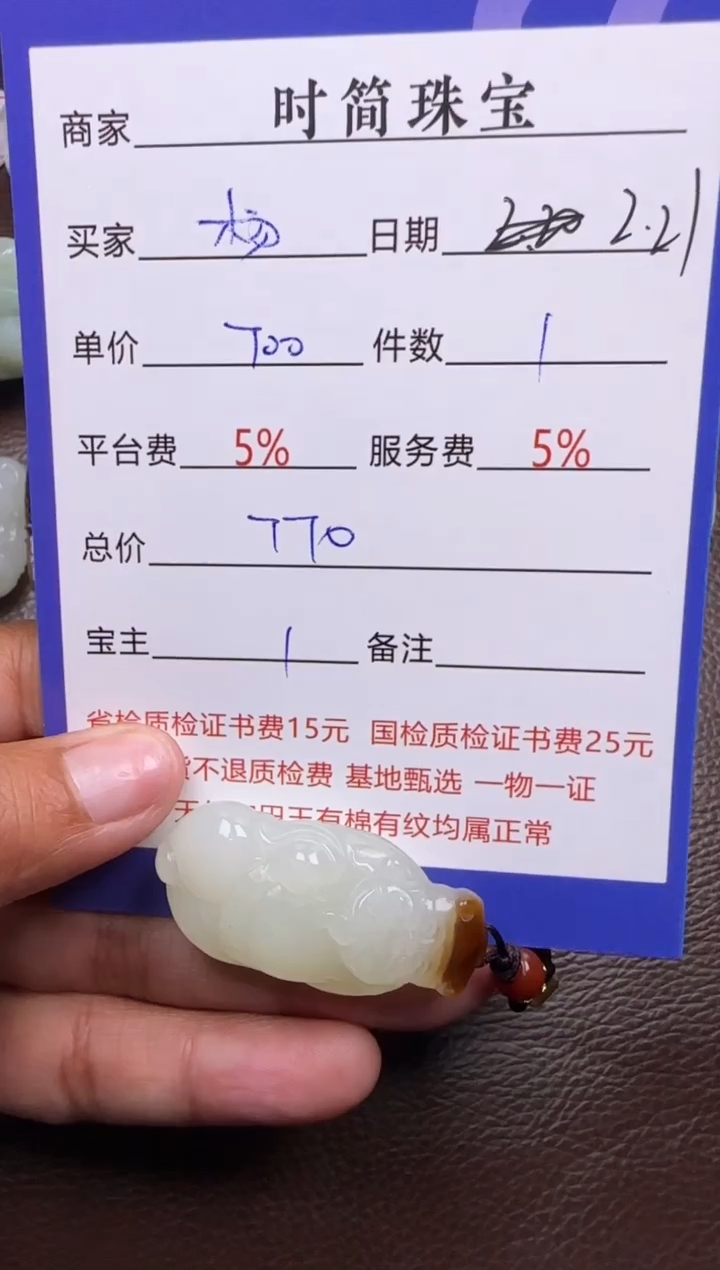 商家 时简珠宝
买家 杨 日期 2.21
单价 700 件数 1
平台费 5% 服务费 5%
总价 770
宝主 1 备注
省检质检证书费15元 国检质检证书费25元
货不退质检费 基地甄选 一物一证
玉有棉有纹均属正常